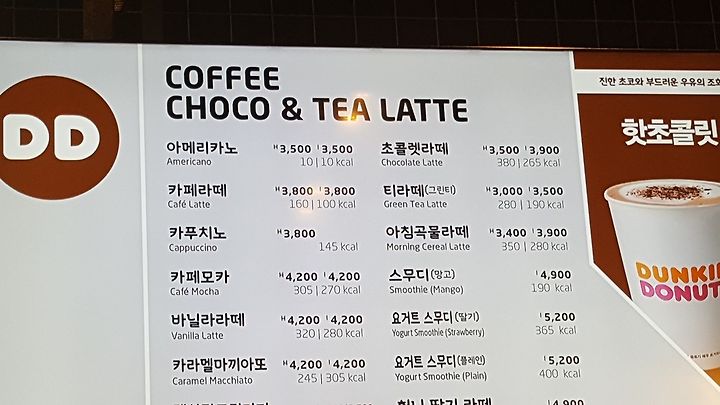 DD
COFFEE
CHOCO & TEA LATTE
아메리카노 H3,500 I3,500
Americano 10 | 10 kcal
카페라떼 H3,800 I3,800
Café Latte 160 | 100 kcal
카푸치노 H3,800
Cappuccino 145 kcal
카페모카 H4,200 I4,200
Café Mocha 305 | 270 kcal
바닐라라떼 H4,200 I4,200
Vanilla Latte 320 | 280 kcal
카라멜마끼아또 H4,200 I4,200
Caramel Macchiato 245 | 305 kcal
초콜렛라떼 H3,500 I3,900
Chocolate Latte 380 | 265 kcal
티라떼(그린티) H3,000 I3,500
Green Tea Latte 280 | 190 kcal
아침곡물라떼 H3,400 I3,900
Morning Cereal Latte 350 | 280 kcal
스무디(망고) I4,900
Smoothie (Mango) 190 kcal
요거트 스무디(딸기) I5,200
Yogurt Smoothie (Strawberry) 365 kcal
요거트 스무디(플레인) I5,200
Yogurt Smoothie (Plain) 400 kcal
허니 딸기 라떼 I4,900
진한 초코와 부드러운 우유의 조화
핫초콜릿
DUNKIN'
DONUTS